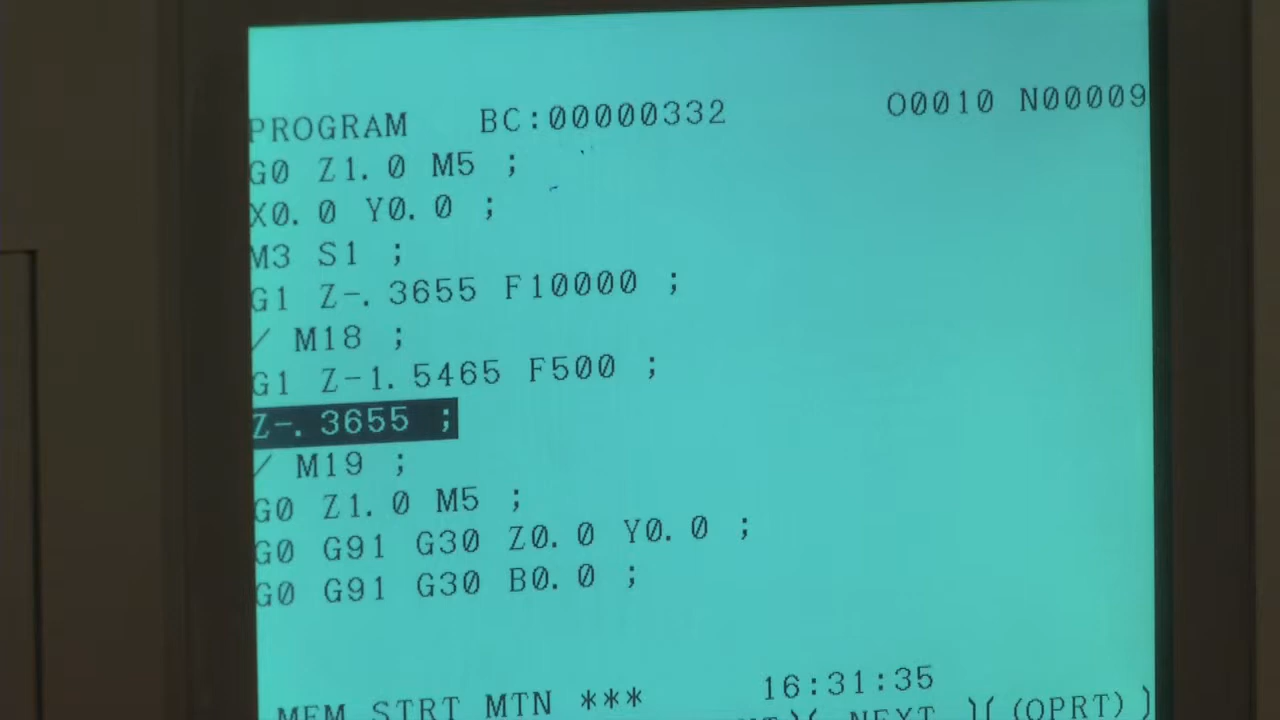 PROGRAM BC:00000332 O0010 N00009
G0 Z1.0 M5 ;
X0.0 Y0.0 ;
M3 S1 ;
G1 Z-.3655 F10000 ;
/ M18 ;
G1 Z-1.5465 F500 ;
Z-.3655 ;
/ M19 ;
G0 Z1.0 M5 ;
G0 G91 G30 Z0.0 Y0.0 ;
G0 G91 G30 B0.0 ;
16:31:35
MEM STRT MTN ***
)( NEXT )( (OPRT) )